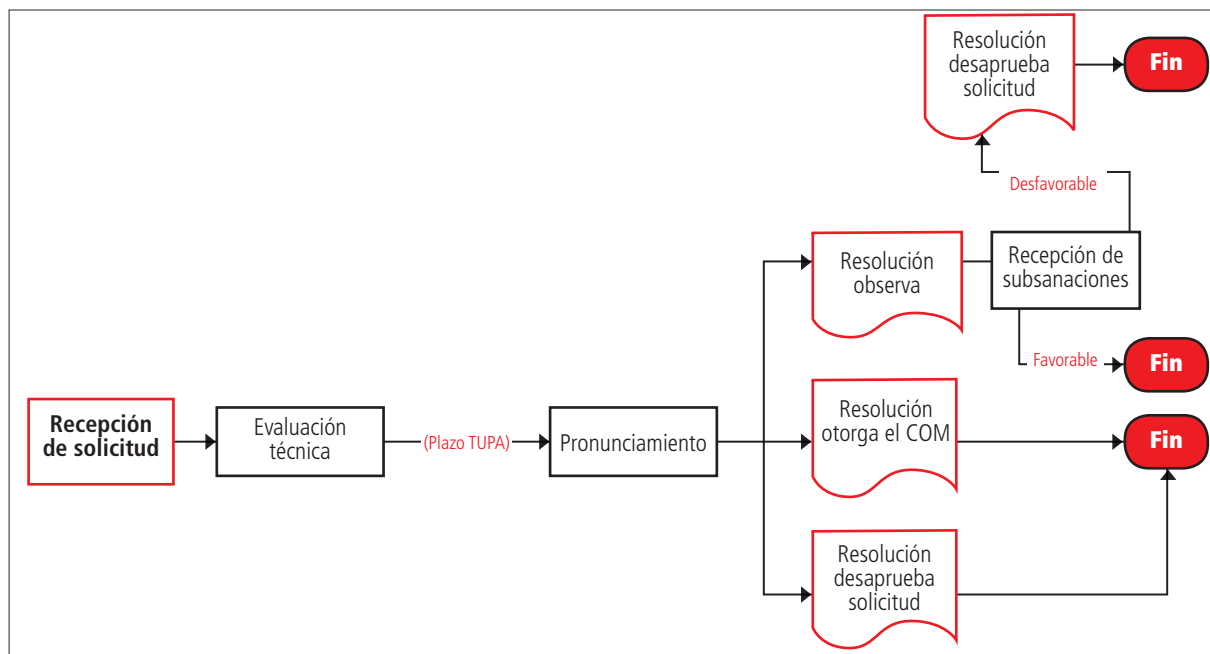 Resolución
desaprueba
solicitud
Fin
Desfavorable
Resolución
observa
Recepción de
subsanaciones
Favorable
Fin
Recepción
de solicitud
Evaluación
técnica
(Plazo TUPA)
Pronunciamiento
Resolución
otorga el COM
Fin
Resolución
desaprueba
solicitud